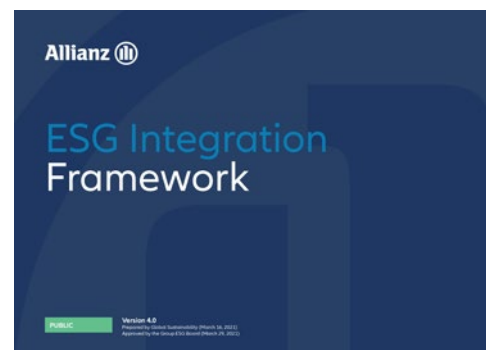 Allianz
ESG Integration
Framework
PUBLIC
Version 4.0
Prepared by Global Sustainability (March 16, 2021)
Approved by the Group ESG Board (March 29, 2021)